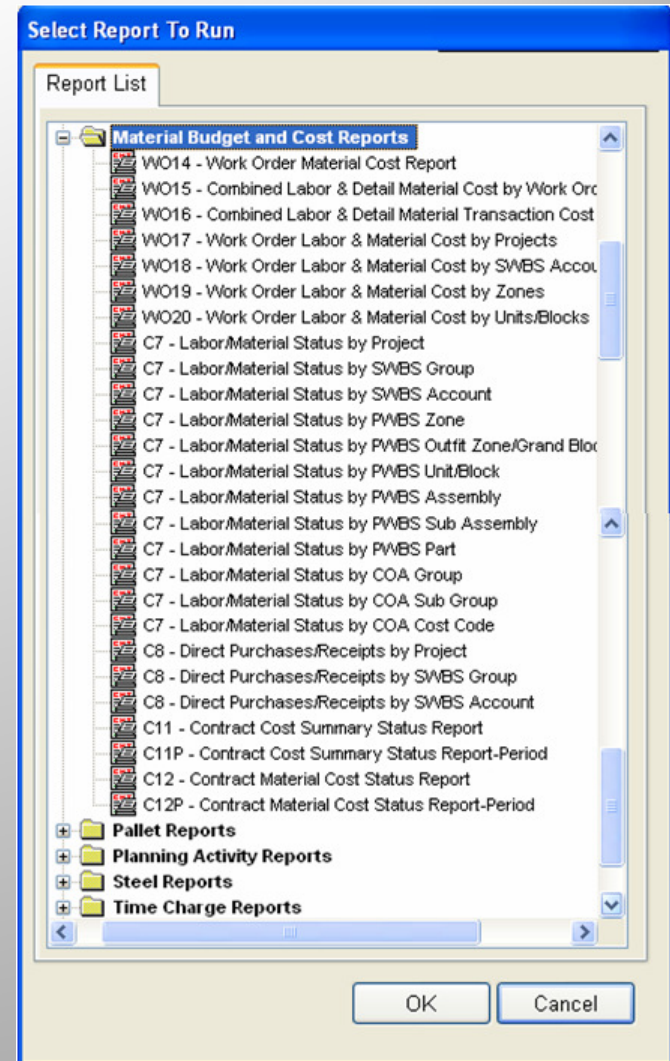 Select Report To Run
Report List
Material Budget and Cost Reports
WO14 - Work Order Material Cost Report
WO15 - Combined Labor & Detail Material Cost by Work Orc
WO16 - Combined Labor & Detail Material Transaction Cost
WO17 - Work Order Labor & Material Cost by Projects
WO18 - Work Order Labor & Material Cost by SWBS Accou
WO19 - Work Order Labor & Material Cost by Zones
WO20 - Work Order Labor & Material Cost by Units/Blocks
C7 - Labor/Material Status by Project
C7 - Labor/Material Status by SWBS Group
C7 - Labor/Material Status by SWBS Account
C7 - Labor/Material Status by PWBS Zone
C7 - Labor/Material Status by PWBS Outfit Zone/Grand Bloc
C7 - Labor/Material Status by PWBS Unit/Block
C7 - Labor/Material Status by PWBS Assembly
C7 - Labor/Material Status by PWBS Sub Assembly
C7 - Labor/Material Status by PWBS Part
C7 - Labor/Material Status by COA Group
C7 - Labor/Material Status by COA Sub Group
C7 - Labor/Material Status by COA Cost Code
C8 - Direct Purchases/Receipts by Project
C8 - Direct Purchases/Receipts by SWBS Group
C8 - Direct Purchases/Receipts by SWBS Account
C11 - Contract Cost Summary Status Report
C11P - Contract Cost Summary Status Report-Period
C12 - Contract Material Cost Status Report
C12P - Contract Material Cost Status Report-Period
Pallet Reports
Planning Activity Reports
Steel Reports
Time Charge Reports
OK
Cancel